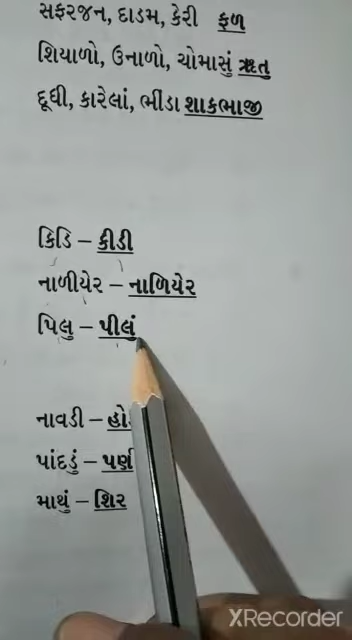 સફરજન, દાડમ, કેરી ફળ
શિયાળો, ઉનાળો, ચોમાસું ઋતુ
દૂધી, કારેલાં, ભીંડા શાકભાજી
કિડિ – કીડી
નાળીયેર – નાળિયેર
પિલુ – પીલું
નાવડી –
પાંદડું – પર્ણ
માથું – શિર
XRecorder